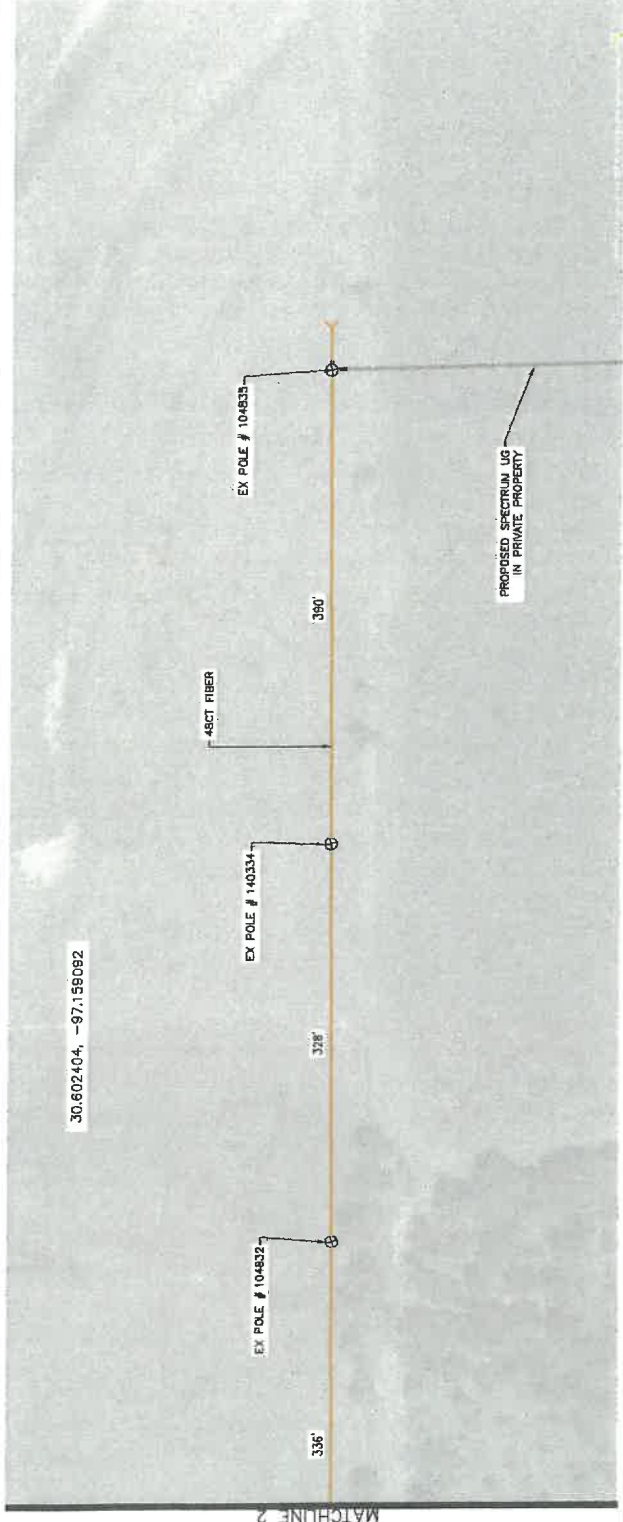 30.602404, -97.159092
EX POLE # 104832
EX POLE # 140334
48CT FIBER
EX POLE # 104835
336'
328'
390'
PROPOSED SPECTRUM UG
IN PRIVATE PROPERTY
MATCHLINE 2